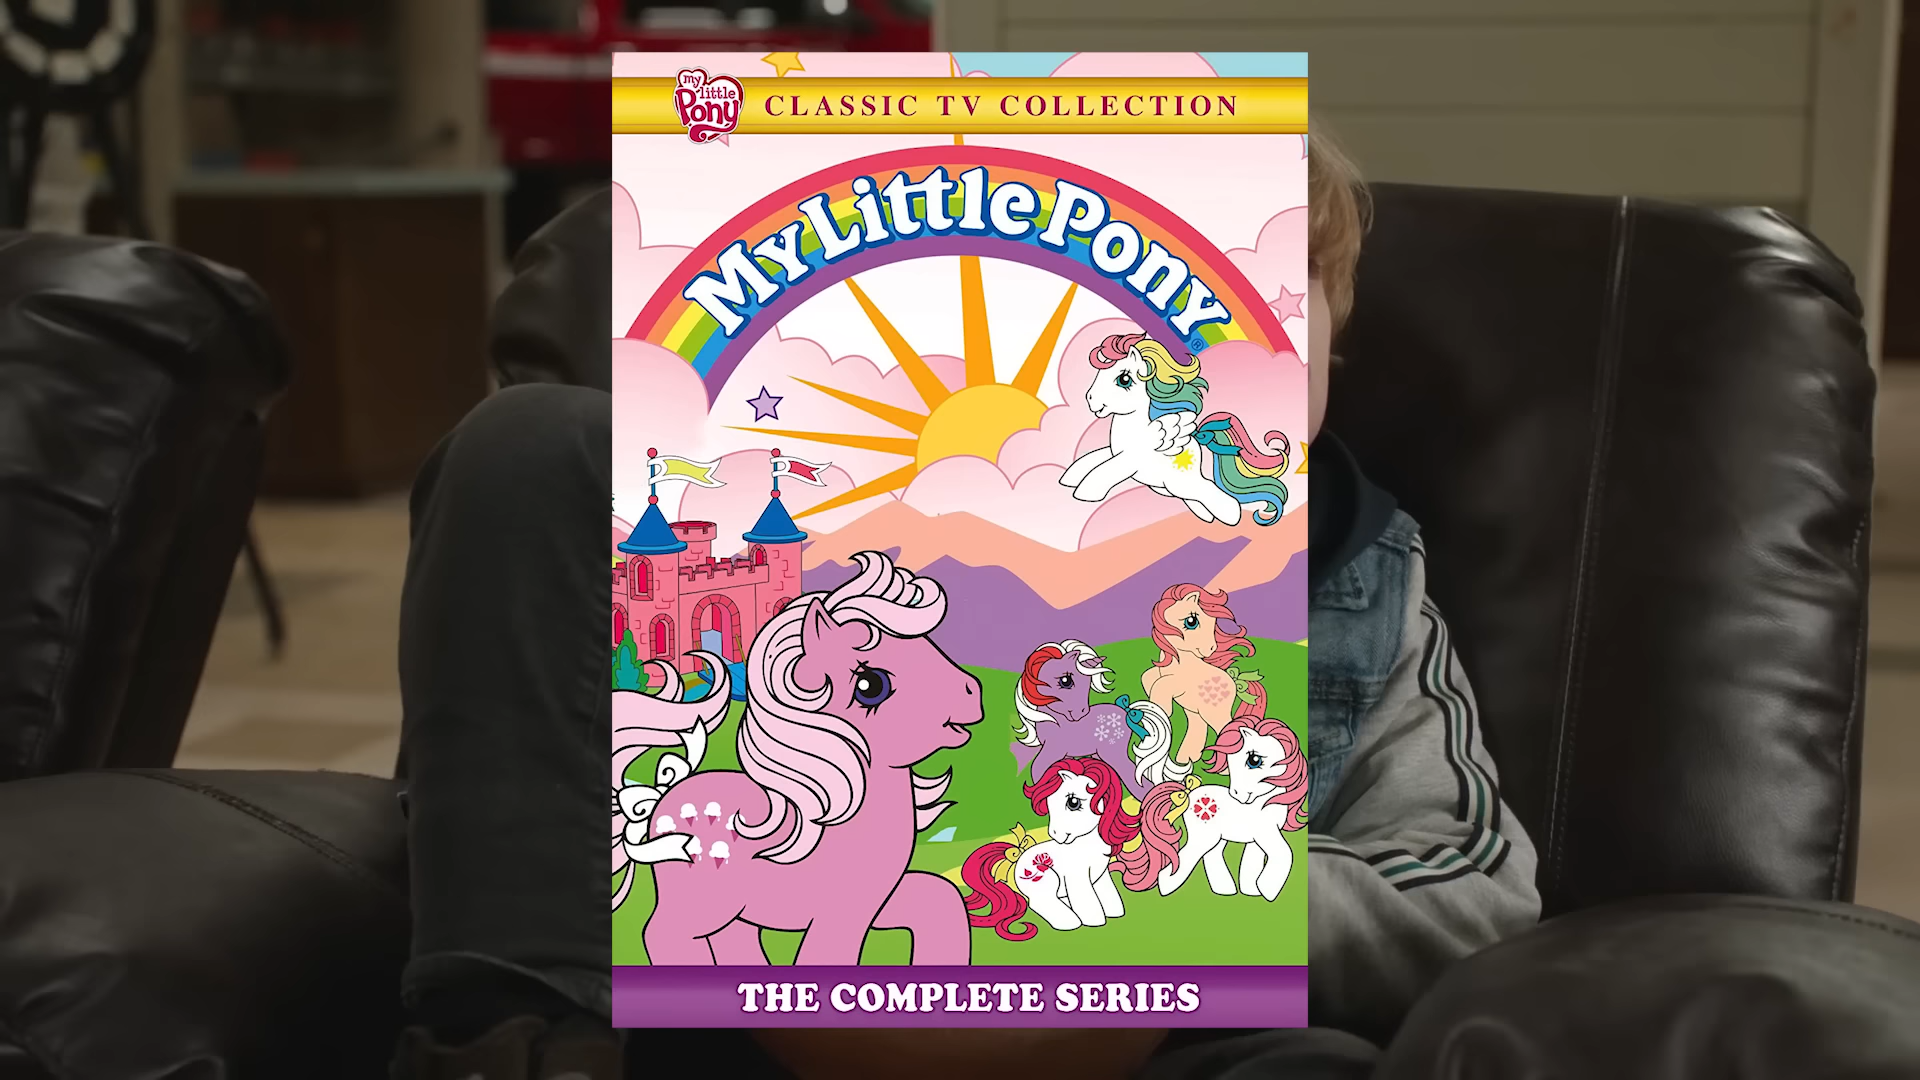 my little Pony
CLASSIC TV COLLECTION
My Little Pony®
THE COMPLETE SERIES